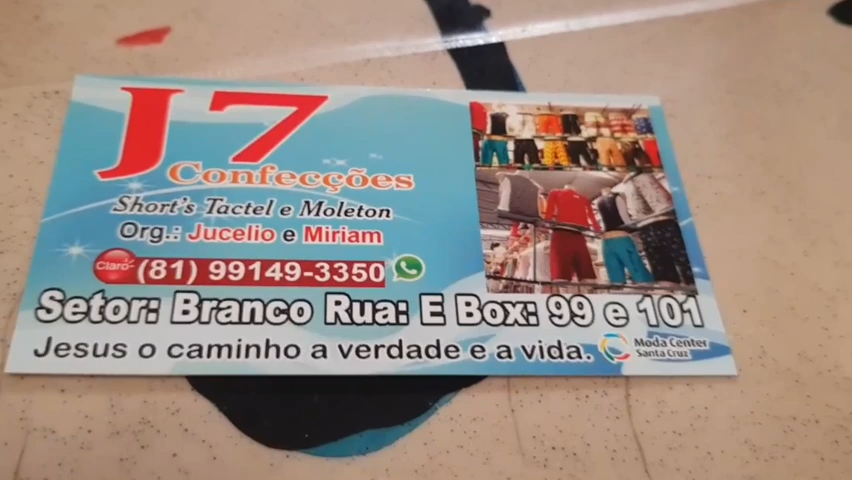 J7
Confecções
Short's Tactel e Moleton
Org.: Jucelio e Miriam
Claro (81) 99149-3350
Setor: Branco Rua: E Box: 99 e 101
Jesus o caminho a verdade e a vida.
Moda Center
Santa Cruz